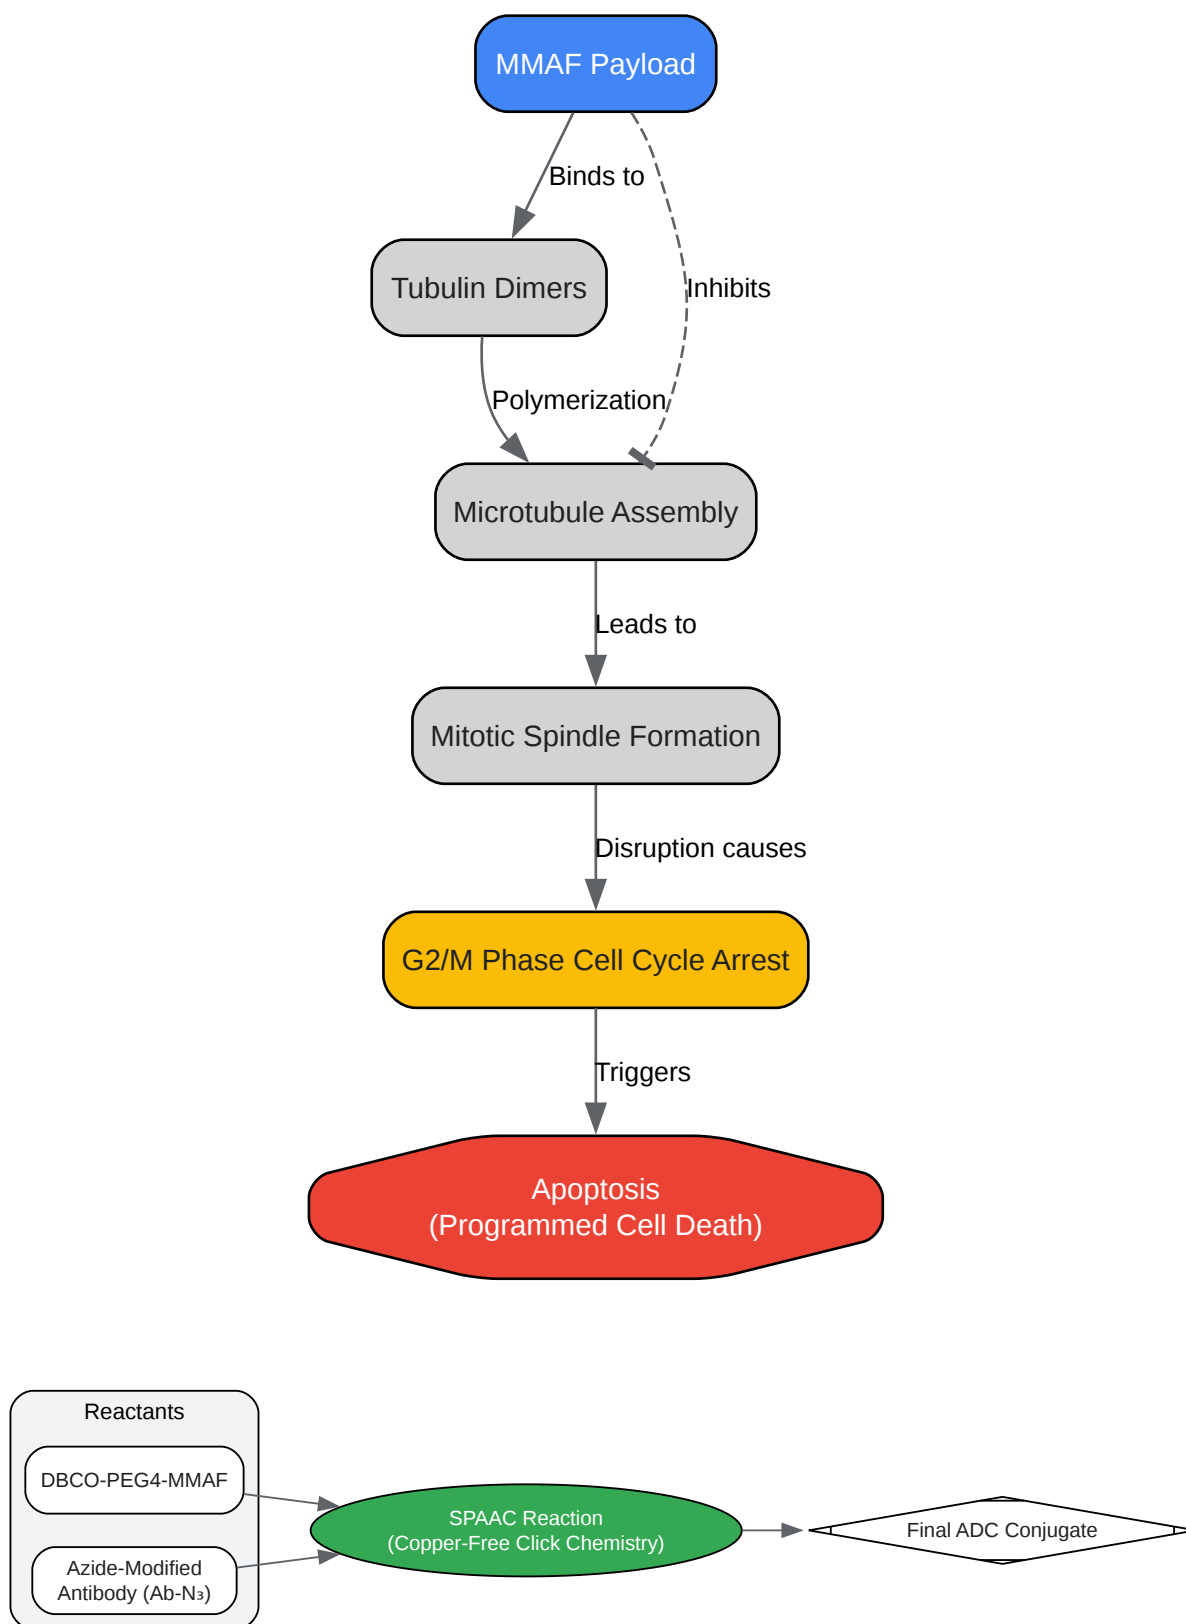 MMAF Payload
Binds to
Tubulin Dimers
Inhibits
Polymerization
Microtubule Assembly
Leads to
Mitotic Spindle Formation
Disruption causes
G2/M Phase Cell Cycle Arrest
Triggers
Apoptosis
(Programmed Cell Death)
Reactants
DBCO-PEG4-MMAF
Azide-Modified
Antibody (Ab-N₃)
SPAAC Reaction
(Copper-Free Click Chemistry)
Final ADC Conjugate